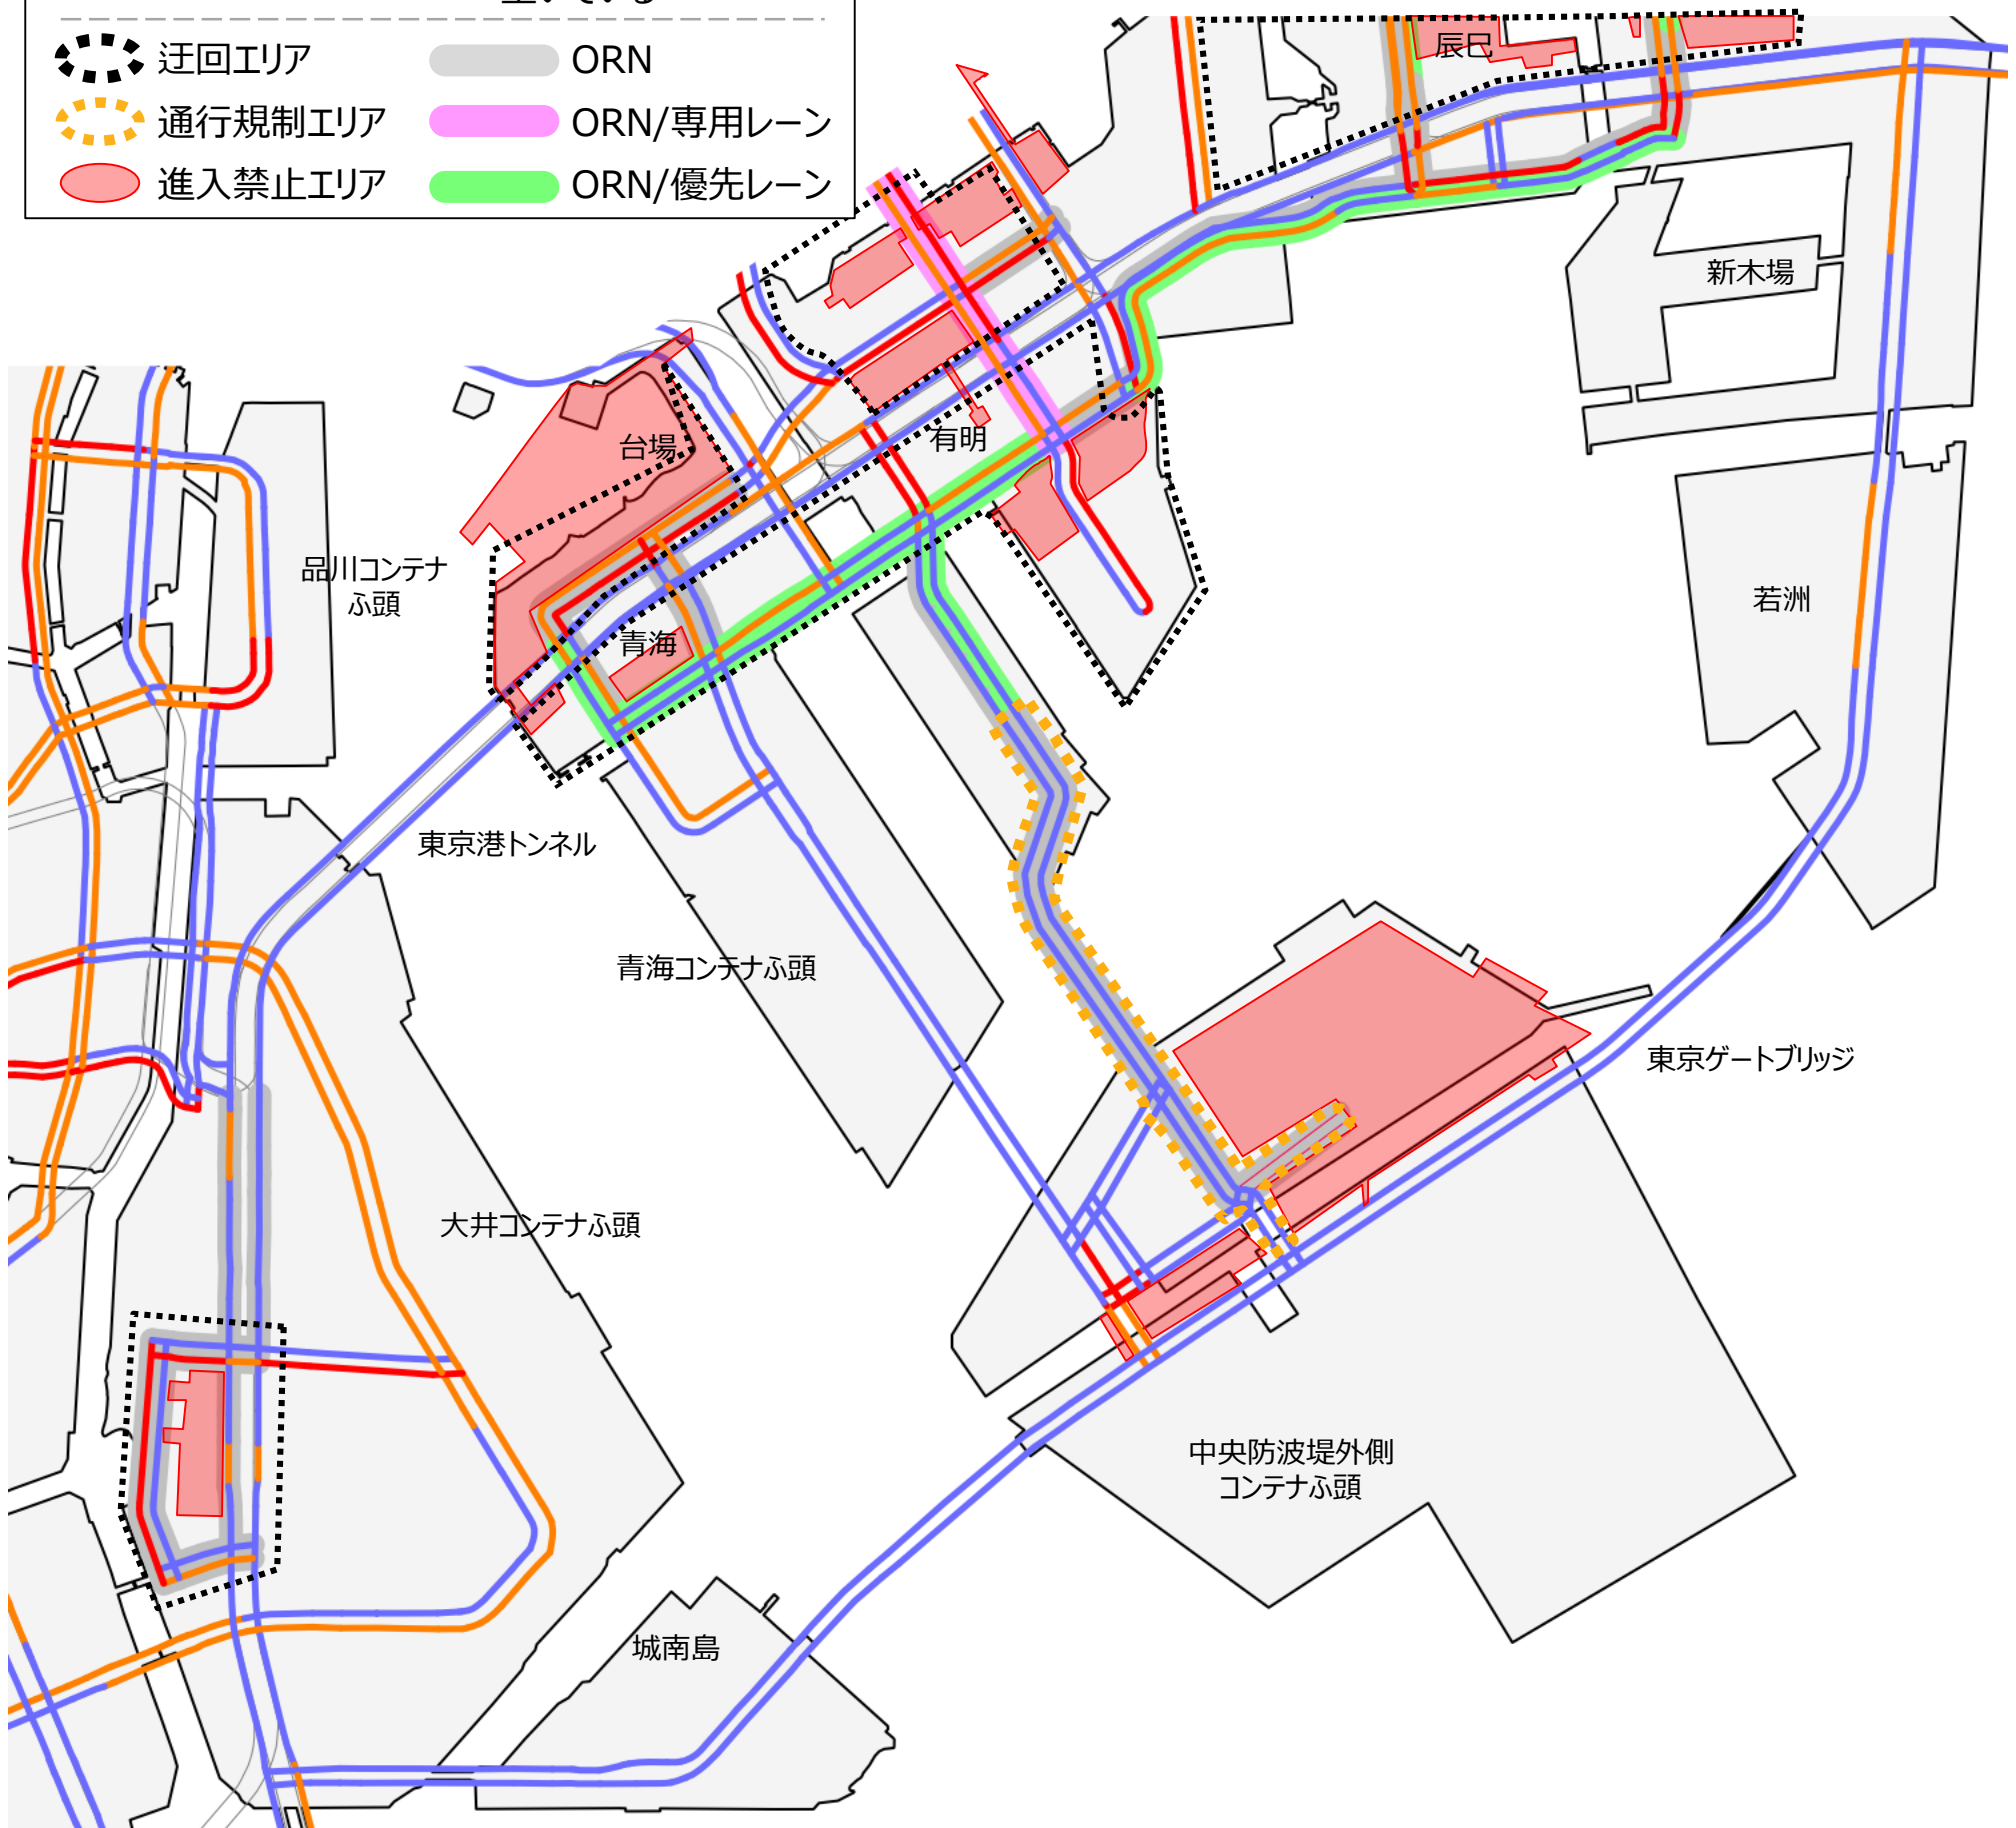 空いている
迂回エリア
ORN
通行規制エリア
ORN/専用レーン
進入禁止エリア
ORN/優先レーン
辰巳
新木場
台場
有明
品川コンテナ
ふ頭
青海
若洲
東京港トンネル
青海コンテナふ頭
東京ゲートブリッジ
大井コンテナふ頭
中央防波堤外側
コンテナふ頭
城南島